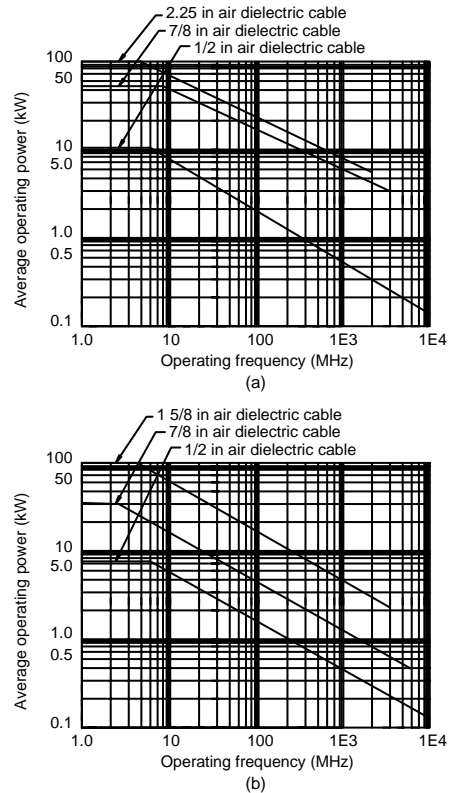 2.25 in air dielectric cable
7/8 in air dielectric cable
1/2 in air dielectric cable
100
50
10
5.0
1.0
0.5
0.1
Average operating power (kW)
1.0 10 100 1E3 1E4
Operating frequency (MHz)
(a)
1 5/8 in air dielectric cable
7/8 in air dielectric cable
1/2 in air dielectric cable
100
50
10
5.0
1.0
0.5
0.1
Average operating power (kW)
1.0 10 100 1E3 1E4
Operating frequency (MHz)
(b)